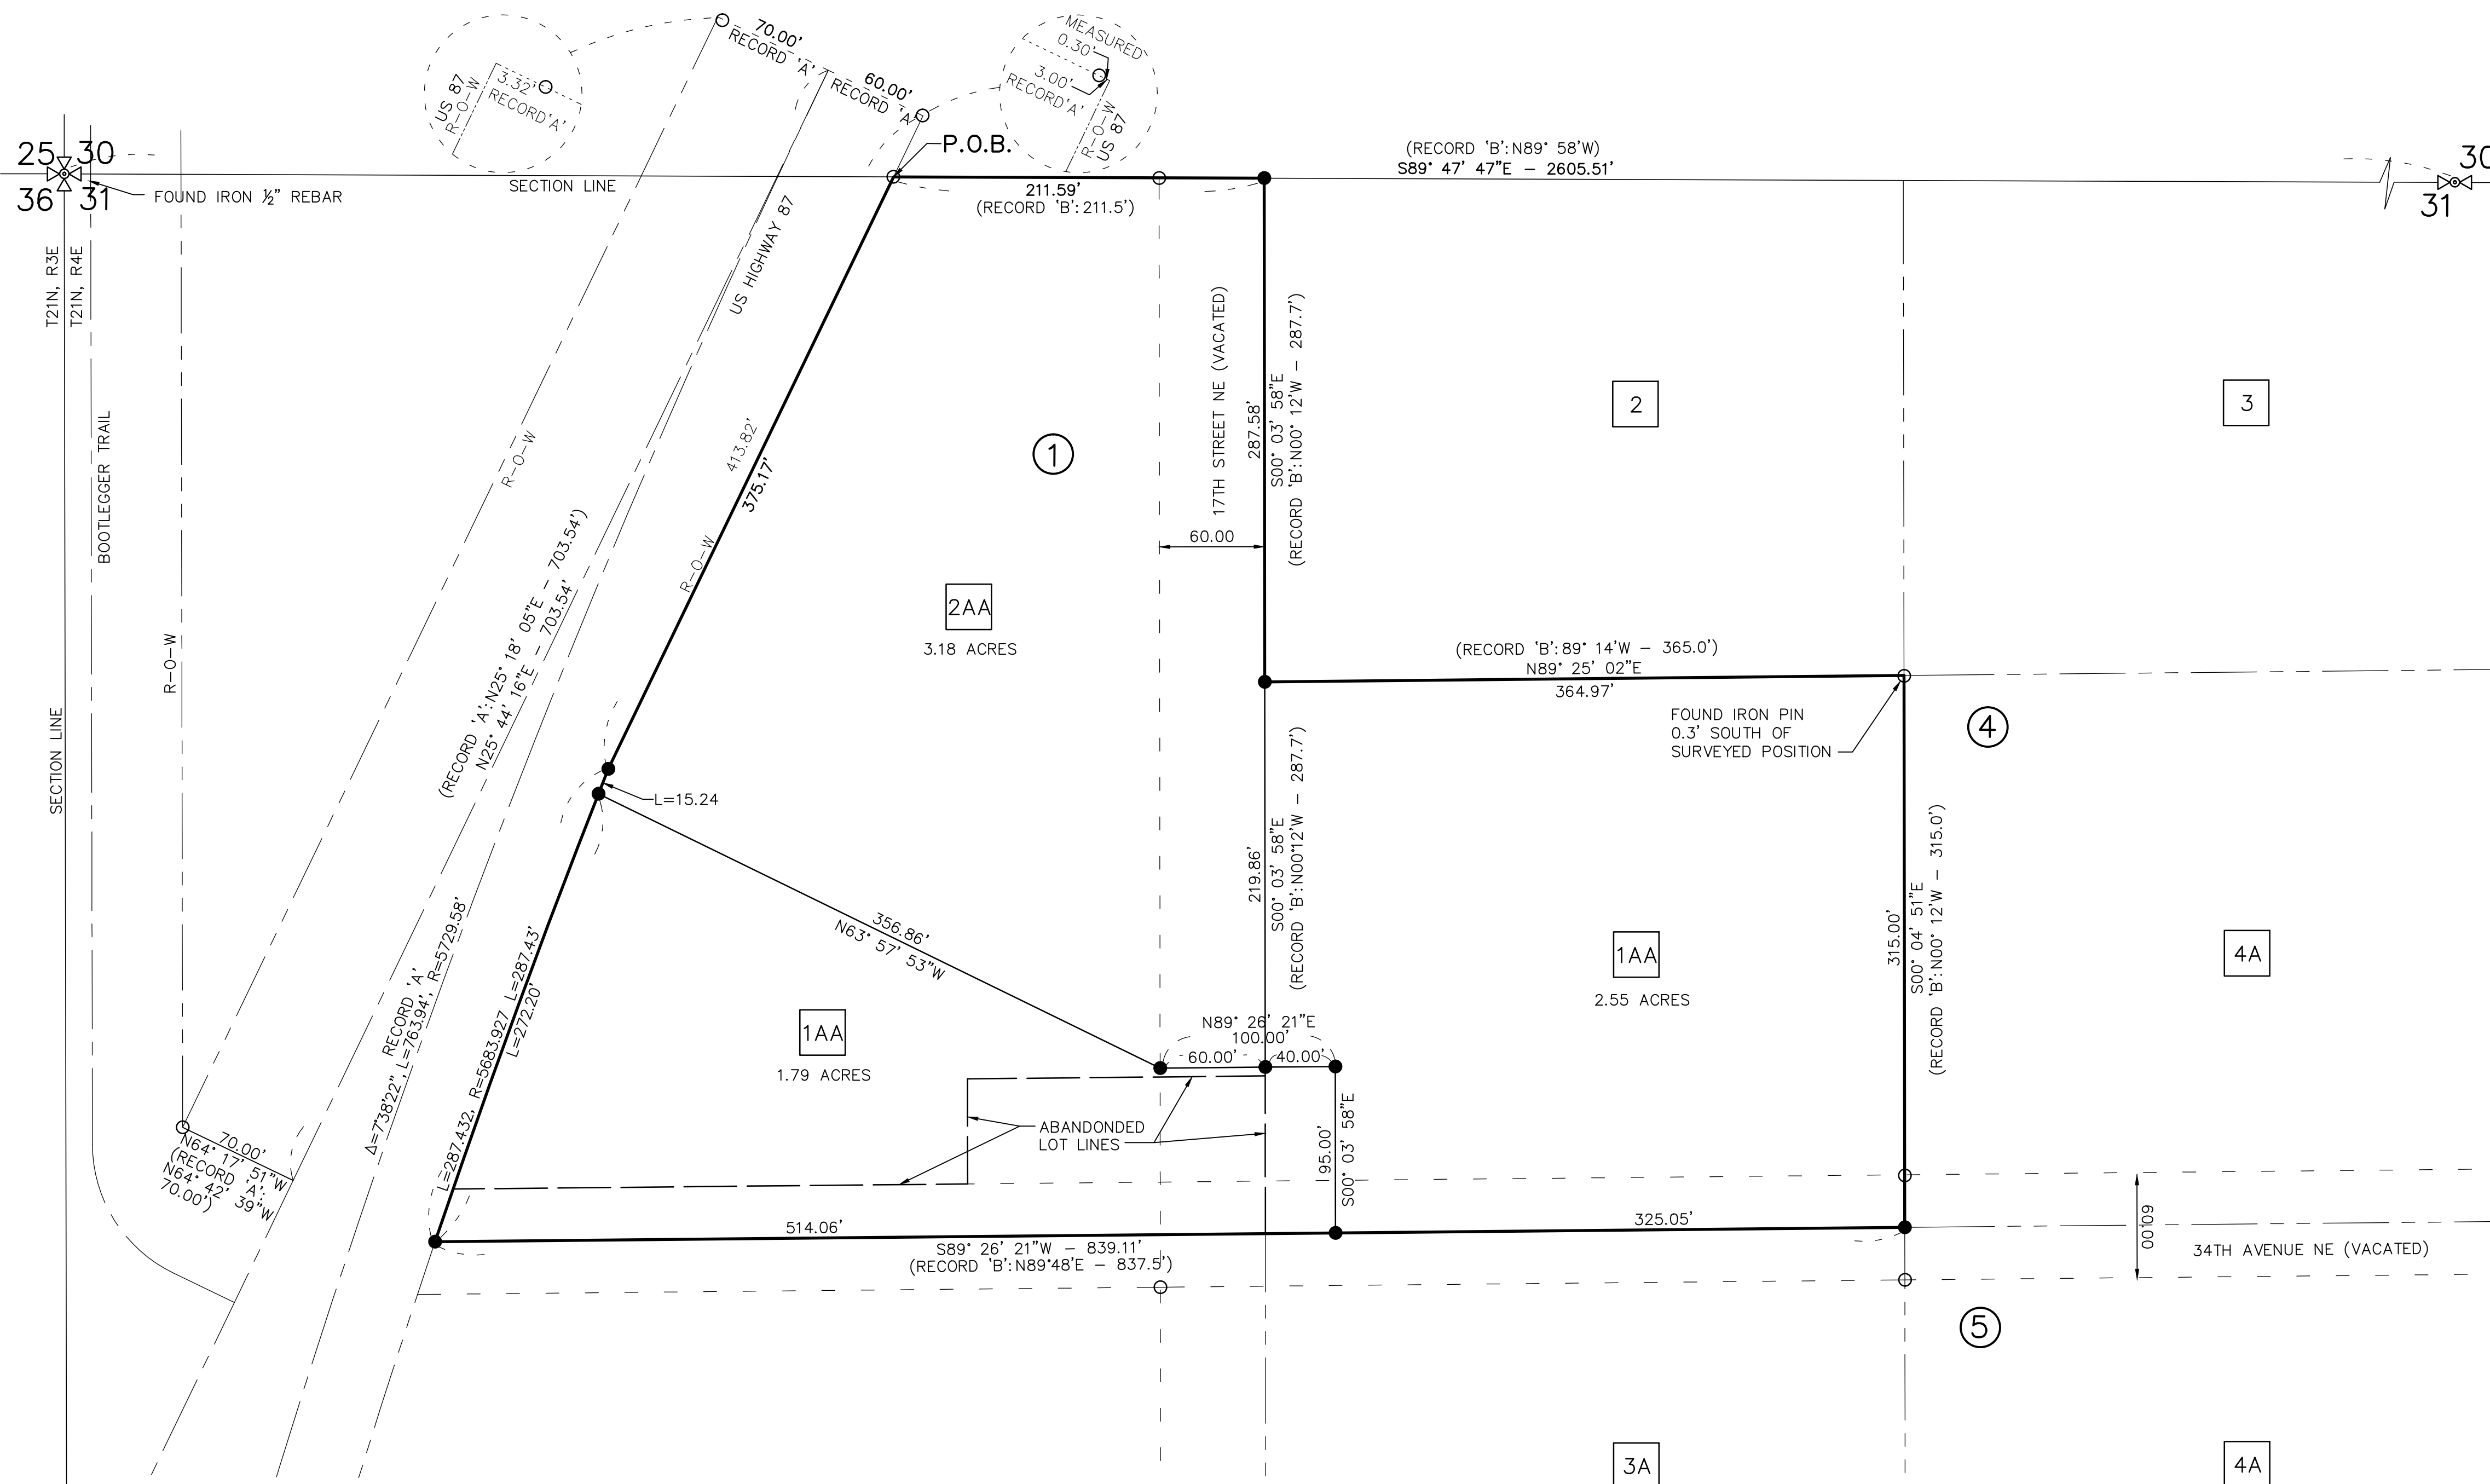 70.00'
RECORD 'A'
60.00'
RECORD 'A'
3.32'
RECORD'A'
US 87
R-O-W
MEASURED
0.30'
3.00'
RECORD'A'
R-O-W
US 87
P.O.B.
25
30
36
31
FOUND IRON ½" REBAR
SECTION LINE
211.59'
(RECORD 'B':211.5')
(RECORD 'B':N89° 58'W)
S89° 47' 47"E - 2605.51'
30
31
T21N, R3E
T21N, R4E
BOOTLEGGER TRAIL
R-O-W
SECTION LINE
US HIGHWAY 87
R-O-W
413.82'
375.17'
R-O-W
(RECORD 'A':N25° 18' 05"E - 703.54')
N25° 44' 16"E - 703.54'
1
17TH STREET NE (VACATED)
60.00
287.58'
S00° 03' 58"E
(RECORD 'B':N00° 12'W - 287.7')
2
3
2AA
3.18 ACRES
(RECORD 'B':89° 14'W - 365.0')
N89° 25' 02"E
364.97'
FOUND IRON PIN
0.3' SOUTH OF
SURVEYED POSITION
4
L=15.24
356.86'
N63° 57' 53"W
219.86'
S00° 03' 58"E
(RECORD 'B':N00°12'W - 287.7')
315.00'
S00° 04' 51"E
(RECORD 'B':N00° 12'W - 315.0')
1AA
2.55 ACRES
4A
RECORD 'A'
Δ=7°38'22", L=763.94', R=5729.58'
L=287.432, R=5683.927 L=287.43'
L=272.20'
1AA
1.79 ACRES
N89° 26' 21"E
100.00'
60.00'
40.00'
ABANDONDED
LOT LINES
95.00'
S00° 03' 58"E
70.00'
N64° 17' 51"W
(RECORD 'A':
N64° 42' 39"W
70.00')
514.06'
325.05'
S89° 26' 21"W - 839.11'
(RECORD 'B':N89°48'E - 837.5')
60.00
34TH AVENUE NE (VACATED)
5
3A
4A